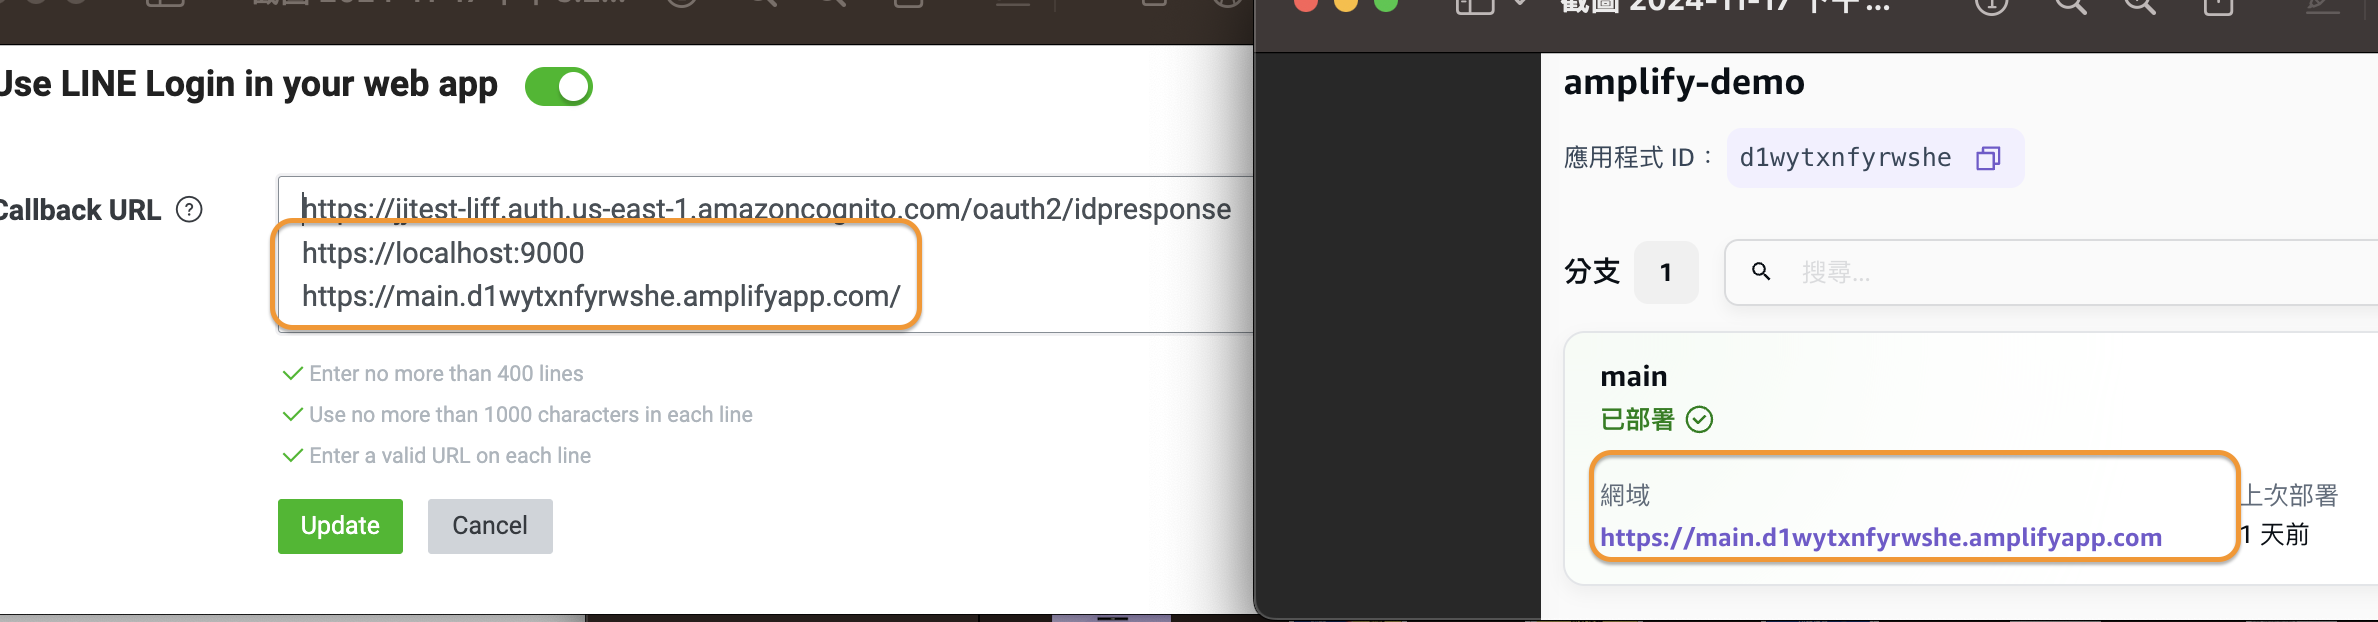 Use LINE Login in your web app
Callback URL
https://jjtest-liff.auth.us-east-1.amazoncognito.com/oauth2/idpresponse
https://localhost:9000
https://main.d1wytxnfyrwshe.amplifyapp.com/
Enter no more than 400 lines
Use no more than 1000 characters in each line
Enter a valid URL on each line
Update
Cancel
截圖 2024-11-17 下午...
amplify-demo
應用程式 ID：
d1wytxnfyrwshe
分支
1
搜尋...
main
已部署
網域
https://main.d1wytxnfyrwshe.amplifyapp.com
上次部署
1 天前